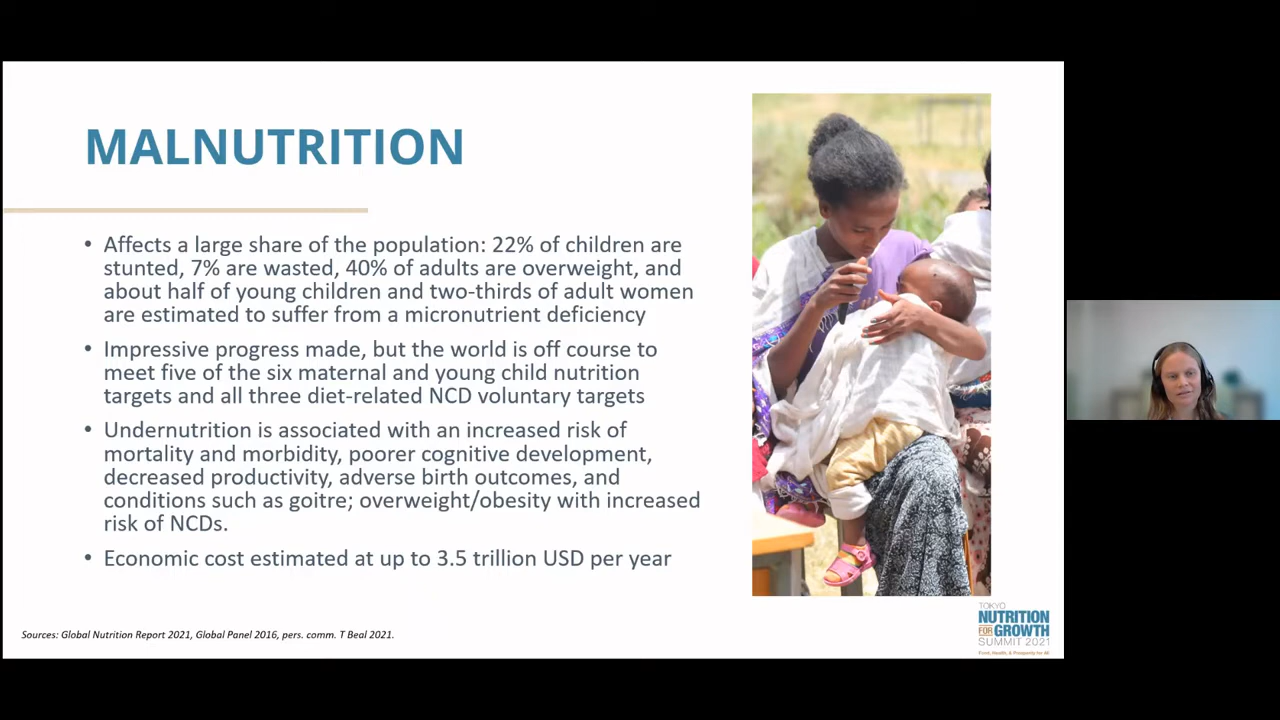 MALNUTRITION
• Affects a large share of the population: 22% of children are
stunted, 7% are wasted, 40% of adults are overweight, and
about half of young children and two-thirds of adult women
are estimated to suffer from a micronutrient deficiency
• Impressive progress made, but the world is off course to
meet five of the six maternal and young child nutrition
targets and all three diet-related NCD voluntary targets
• Undernutrition is associated with an increased risk of
mortality and morbidity, poorer cognitive development,
decreased productivity, adverse birth outcomes, and
conditions such as goitre; overweight/obesity with increased
risk of NCDs.
• Economic cost estimated at up to 3.5 trillion USD per year
Sources: Global Nutrition Report 2021, Global Panel 2016, pers. comm. T Beal 2021.
TOKYO
NUTRITION
FOR GROWTH
SUMMIT 2021
Food, Health, & Prosperity for All